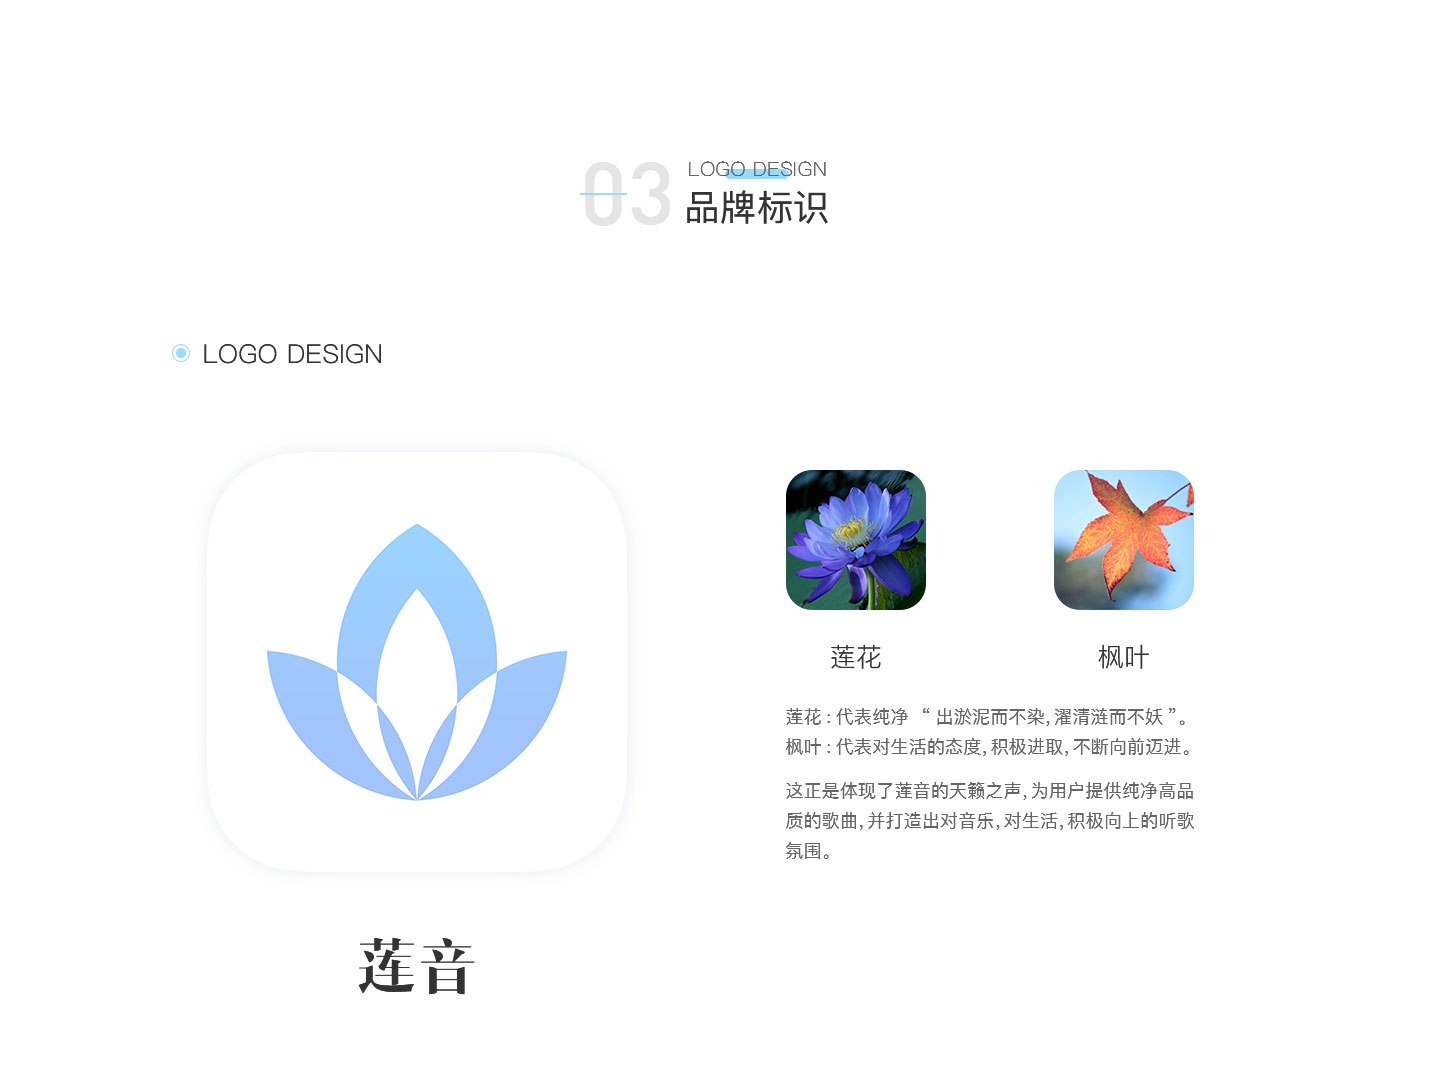 03
LOGO DESIGN
品牌标识
LOGO DESIGN
莲花
枫叶
莲花 : 代表纯净 “ 出淤泥而不染, 濯清涟而不妖 ”。
枫叶 : 代表对生活的态度, 积极进取, 不断向前迈进。
这正是体现了莲音的天籁之声, 为用户提供纯净高品
质的歌曲, 并打造出对音乐, 对生活, 积极向上的听歌
氛围。
莲音